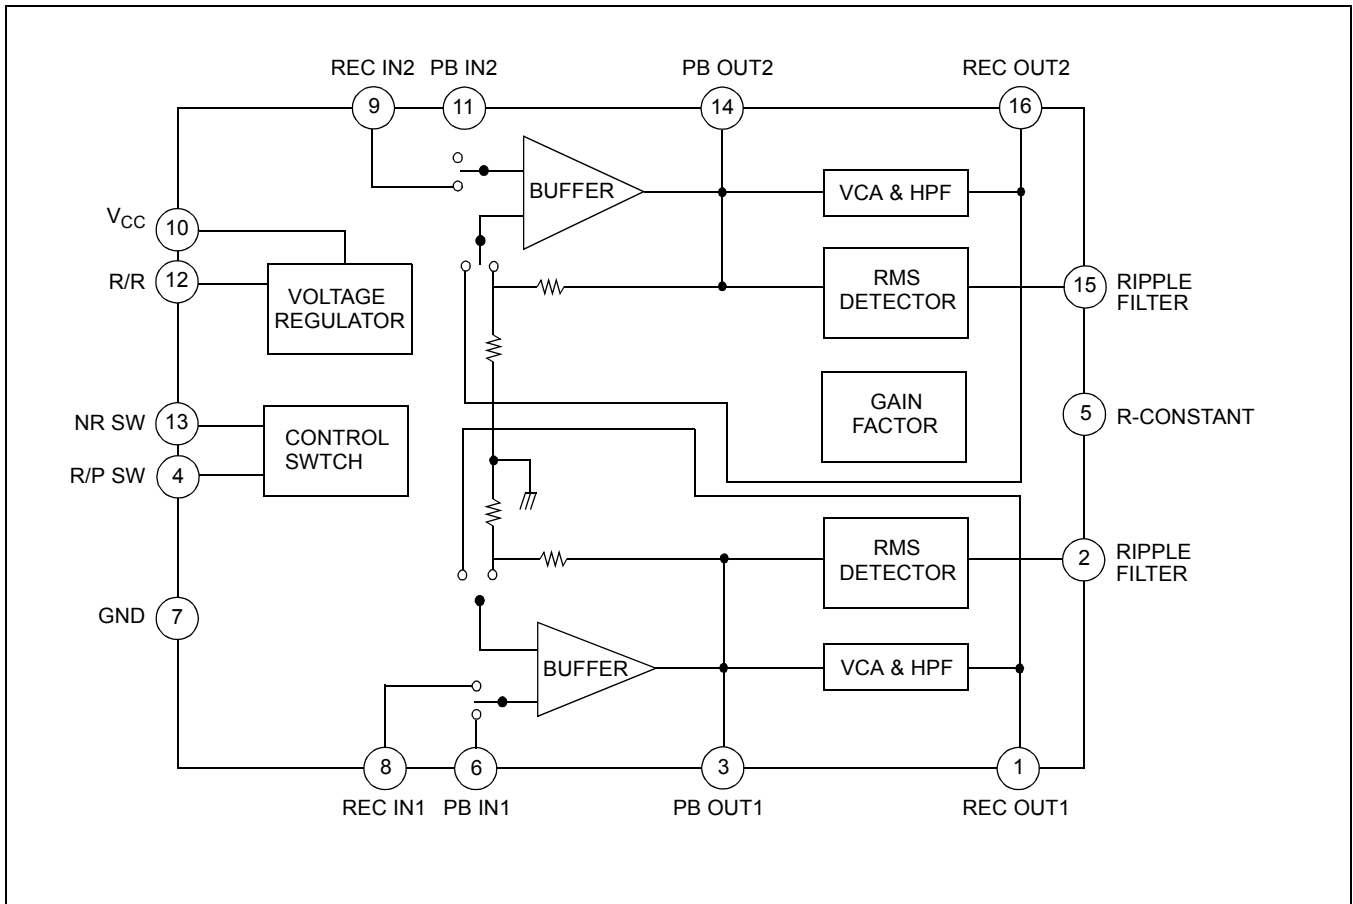 REC IN2
PB IN2
PB OUT2
REC OUT2
9
11
14
16
BUFFER
VCA & HPF
VCC
10
R/R
12
VOLTAGE
REGULATOR
RMS
DETECTOR
15
RIPPLE
FILTER
GAIN
FACTOR
5
R-CONSTANT
NR SW
13
R/P SW
4
CONTROL
SWTCH
RMS
DETECTOR
2
RIPPLE
FILTER
GND
7
BUFFER
VCA & HPF
8
6
3
1
REC IN1
PB IN1
PB OUT1
REC OUT1